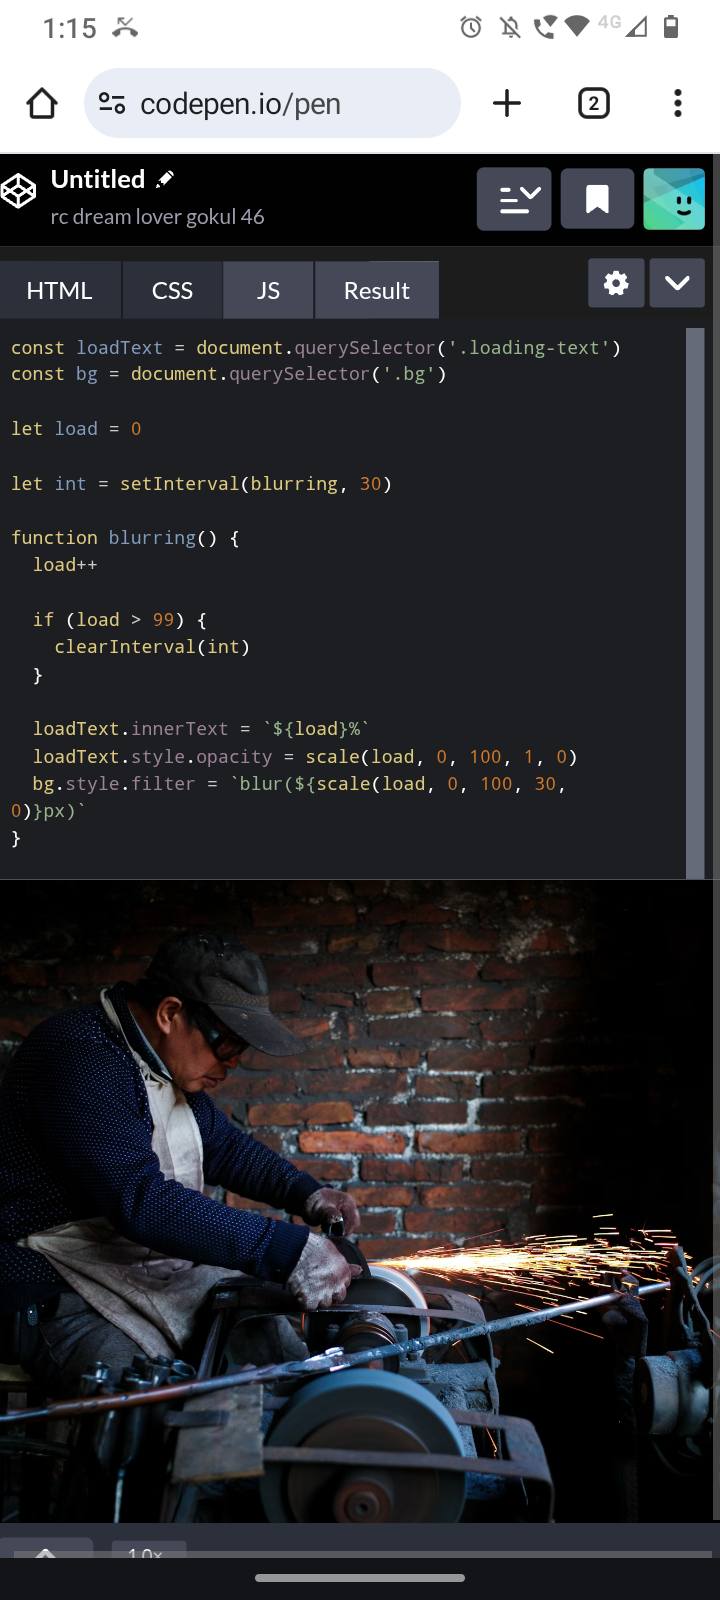 1:15
4G
codepen.io/pen
2
Untitled
rc dream lover gokul 46
HTML
CSS
JS
Result
const loadText = document.querySelector('.loading-text')
const bg = document.querySelector('.bg')
let load = 0
let int = setInterval(blurring, 30)
function blurring() {
  load++
  if (load > 99) {
    clearInterval(int)
  }
  loadText.innerText = `${load}%`
  loadText.style.opacity = scale(load, 0, 100, 1, 0)
  bg.style.filter = `blur(${scale(load, 0, 100, 30,
0)}px)`
}
1.0×